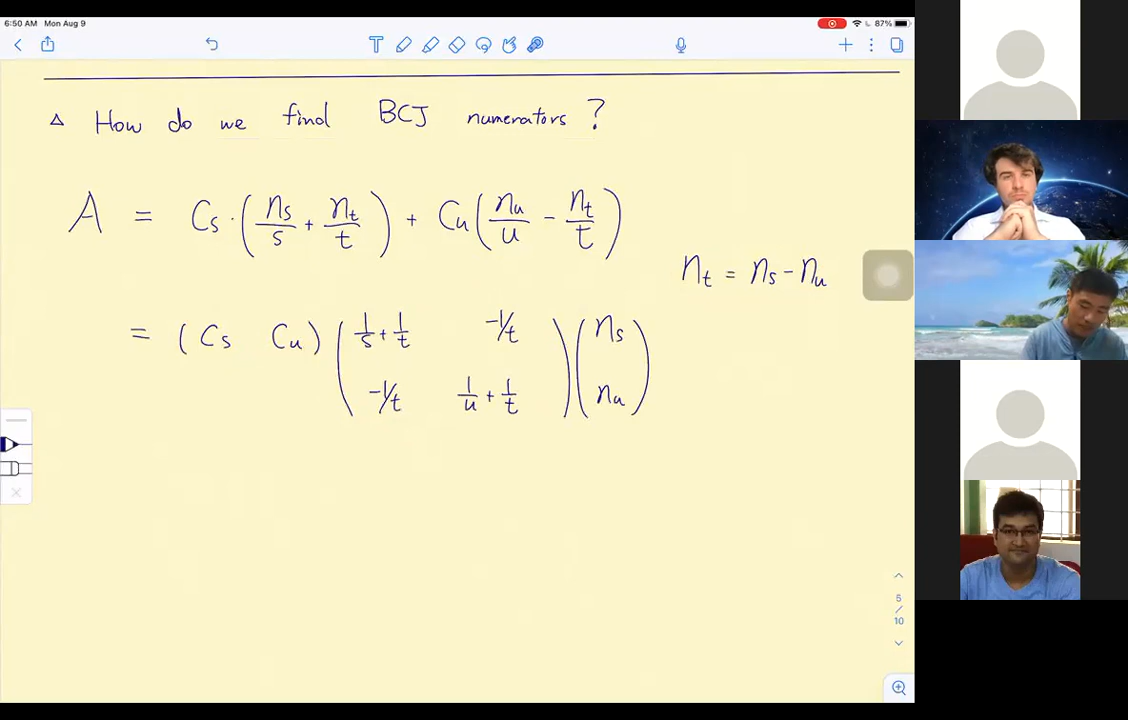 6:50 AM Mon Aug 9
87%
T
△ How do we find BCJ numerators ?
A = Cs · ( ns/s + nt/t ) + Cu ( nu/u − nt/t )
nt = ns − nu
= ( Cs Cu ) ( 1/s + 1/t −1/t ) ( ns )
( −1/t 1/u + 1/t ) ( nu )
5
/
10